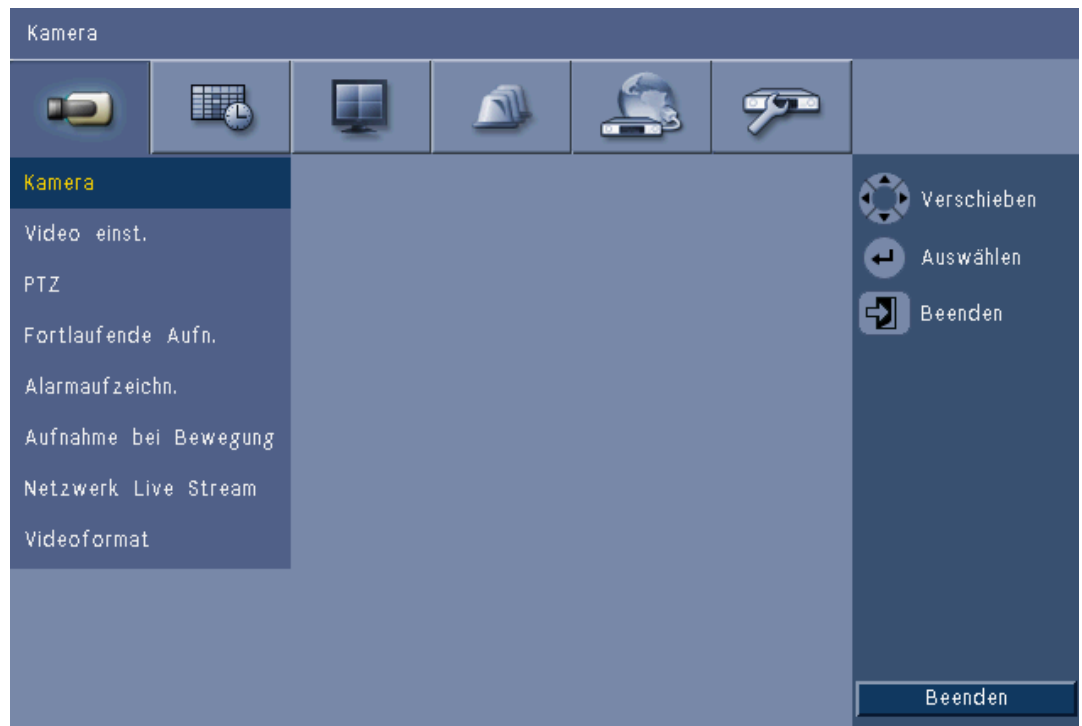 Kamera
Kamera
Video einst.
PTZ
Fortlaufende Aufn.
Alarmaufzeichn.
Aufnahme bei Bewegung
Netzwerk Live Stream
Videoformat
Verschieben
Auswählen
Beenden
Beenden